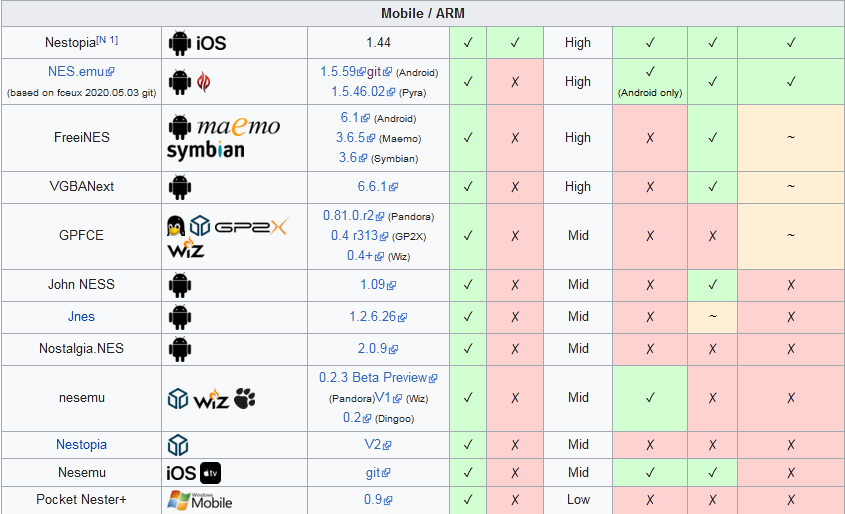 Mobile / ARM
Nestopia[N 1] iOS 1.44 ✓ ✓ High ✓ ✓ ✓
NES.emu 1.5.59 git (Android) ✓ ✗ High ✓ ✓ ✓
(based on fceux 2020.05.03 git) 1.5.46.02 (Pyra) (Android only)
FreeiNES maemo symbian 6.1 (Android) ✓ ✗ High ✗ ✓ ~
3.6.5 (Maemo)
3.6 (Symbian)
VGBANext 6.6.1 ✓ ✗ High ✗ ✓ ~
GPFCE GP2X WiZ 0.81.0.r2 (Pandora) ✓ ✗ Mid ✗ ✗ ~
0.4 r313 (GP2X)
0.4+ (Wiz)
John NESS 1.09 ✓ ✗ Mid ✗ ✓ ✗
Jnes 1.2.6.26 ✓ ✗ Mid ✗ ~ ✗
Nostalgia.NES 2.0.9 ✓ ✗ Mid ✗ ✗ ✗
nesemu WiZ 0.2.3 Beta Preview ✓ ✗ Mid ✓ ✗ ✗
(Pandora)V1 (Wiz)
0.2 (Dingoo)
Nestopia V2 ✓ ✗ Mid ✗ ✗ ✗
Nesemu iOS tv git ✓ ✗ Mid ✓ ✓ ✗
Pocket Nester+ Windows Mobile 0.9 ✓ ✗ Low ✗ ✗ ✗